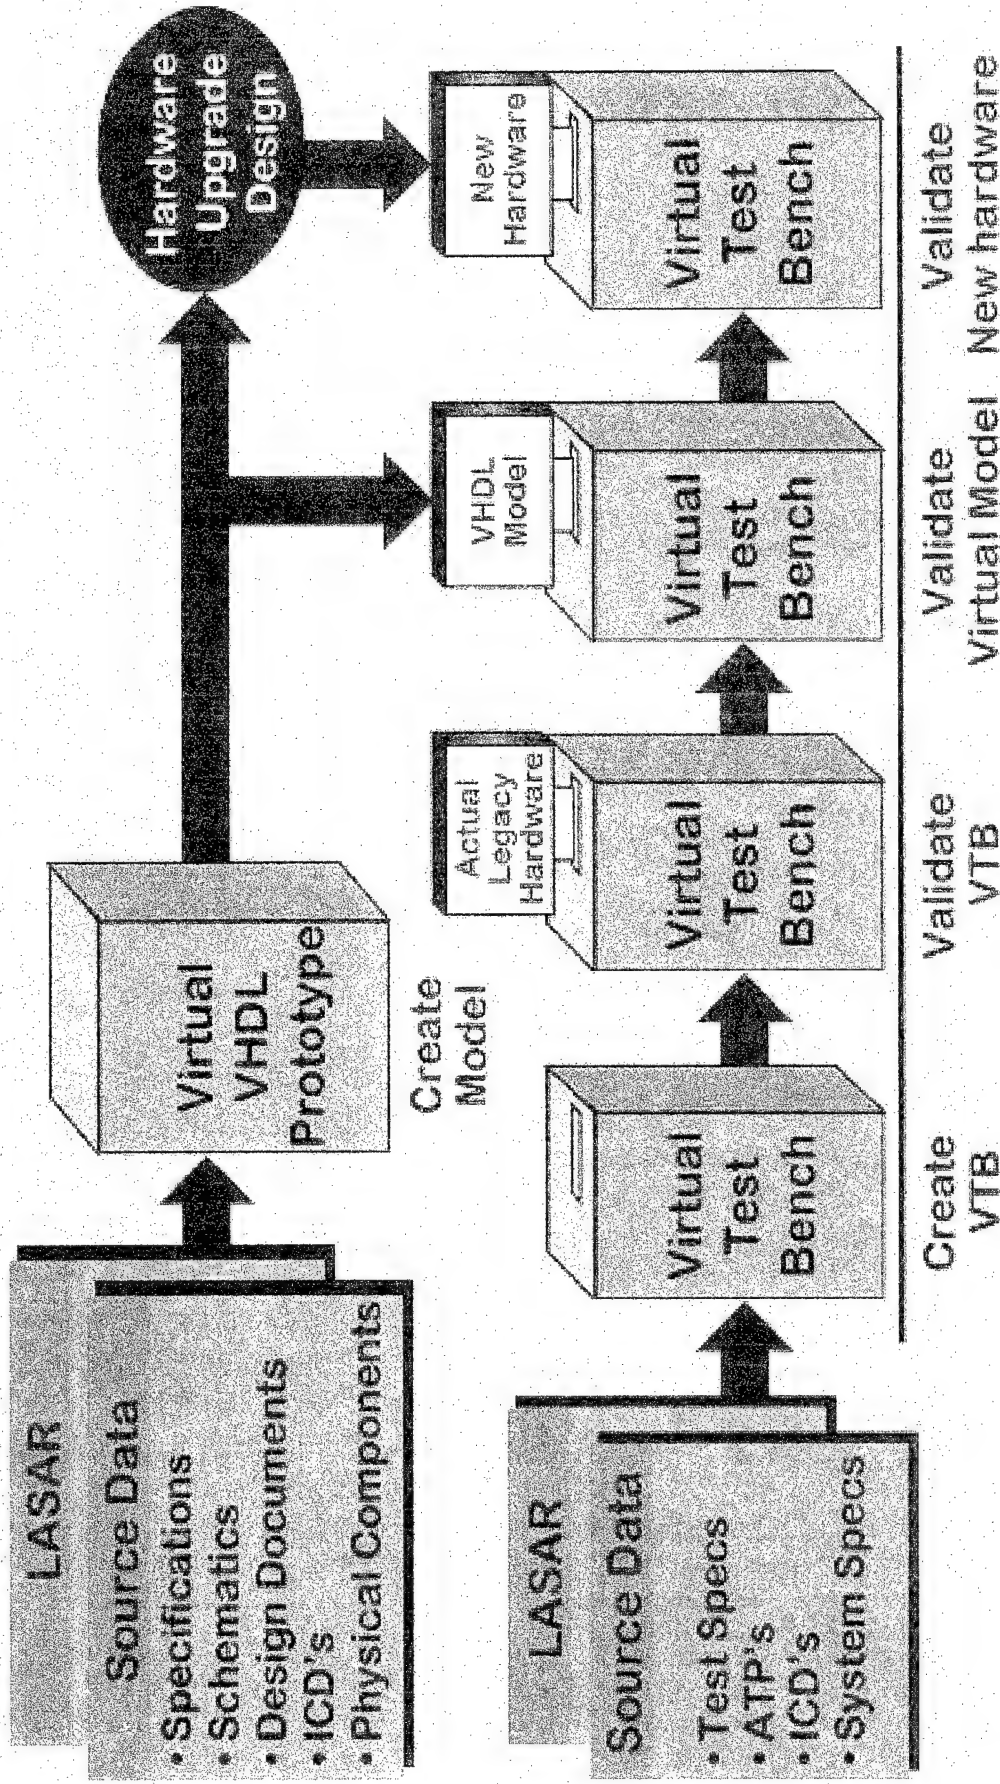 LASAR
Source Data
• Specifications
• Schematics
• Design Documents
• ICD's
• Physical Components
Virtual
VHDL
Prototype
Create
Model
Hardware
Upgrade
Design
LASAR
Source Data
• Test Specs
• ATP's
• ICD's
• System Specs
Virtual
Test
Bench
Create
VTB
Actual
Legacy
Hardware
Virtual
Test
Bench
Validate
VTB
VHDL
Model
Virtual
Test
Bench
Validate
Virtual Model
New
Hardware
Virtual
Test
Bench
Validate
New hardware